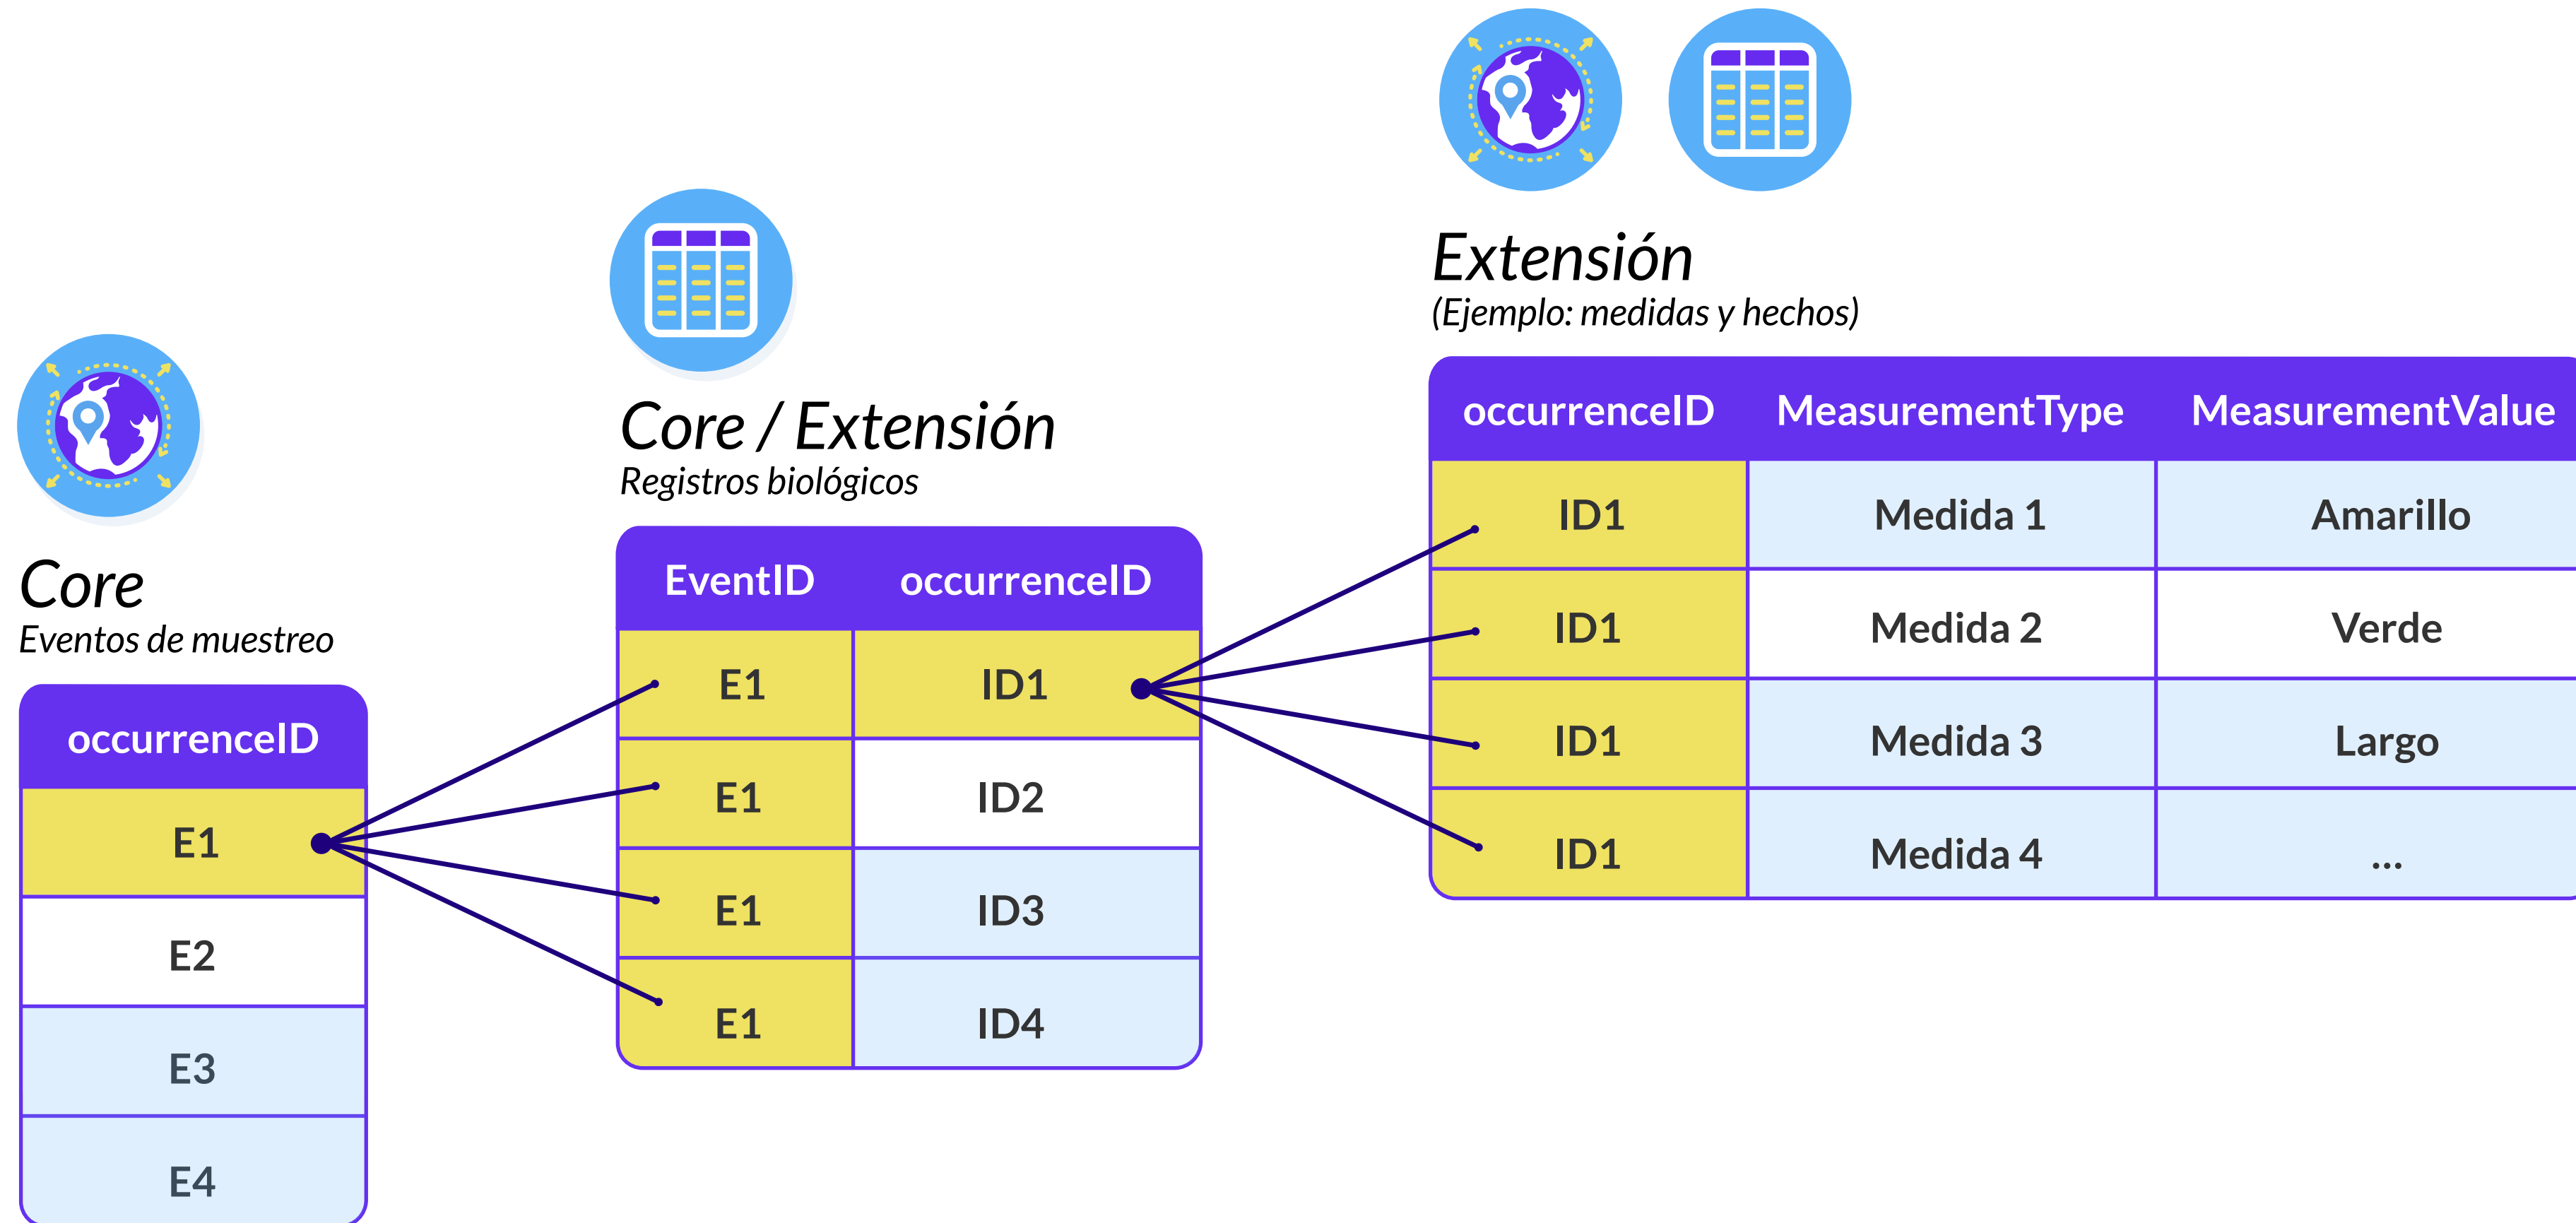 Core
Eventos de muestreo
occurrenceID
E1
E2
E3
E4
Core / Extensión
Registros biológicos
EventID occurrenceID
E1 ID1
E1 ID2
E1 ID3
E1 ID4
Extensión
(Ejemplo: medidas y hechos)
occurrenceID MeasurementType MeasurementValue
ID1 Medida 1 Amarillo
ID1 Medida 2 Verde
ID1 Medida 3 Largo
ID1 Medida 4 ...